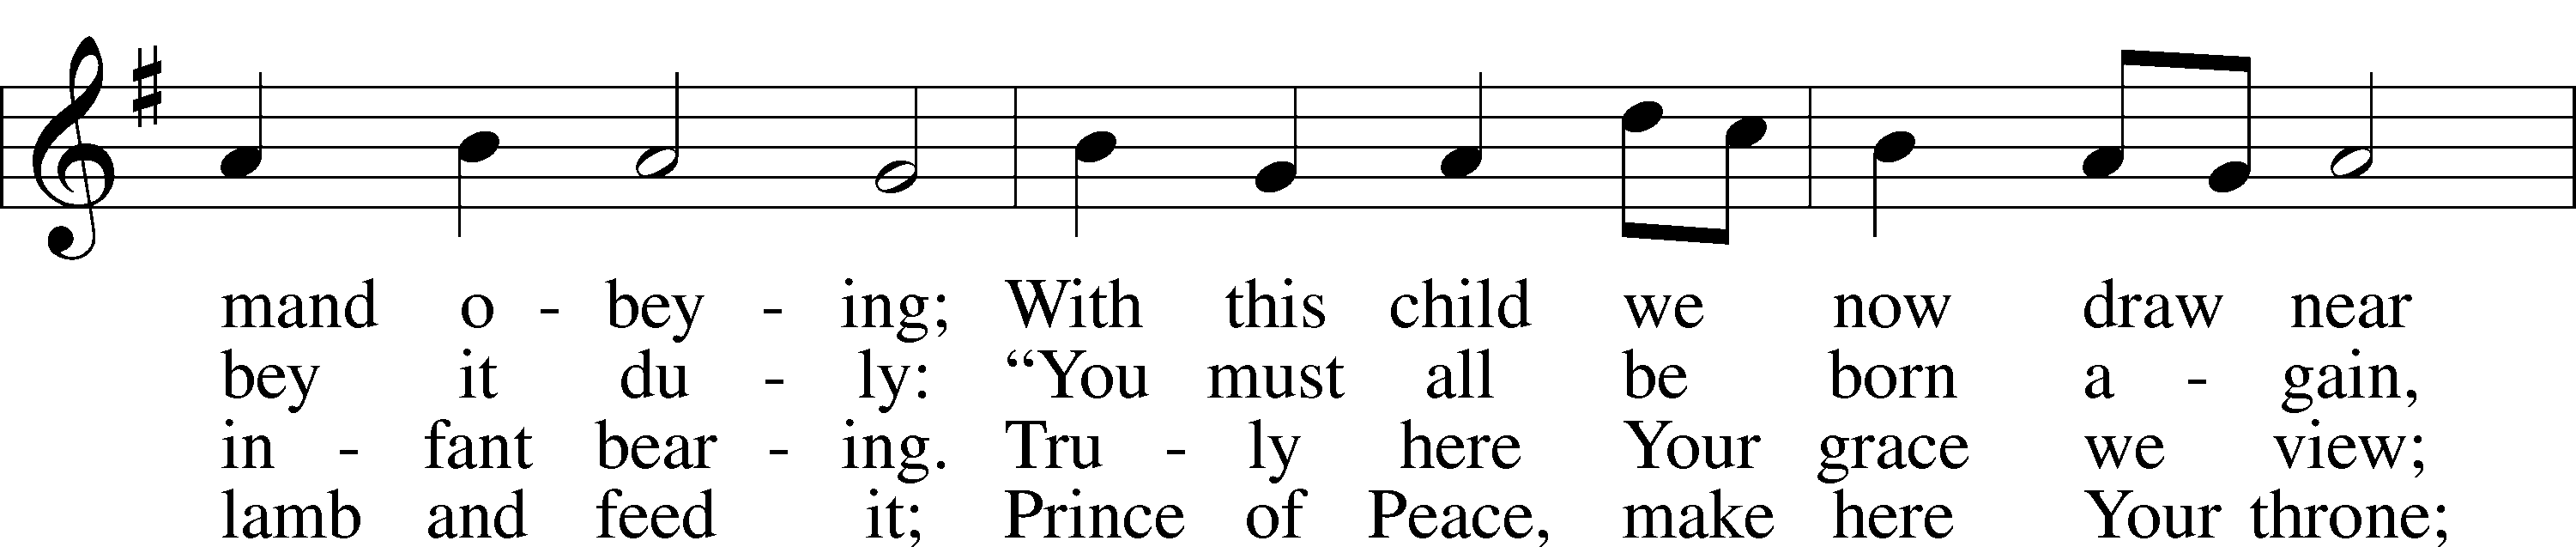 mand o - bey - ing; With this child we now draw near
bey it du - ly: “You must all be born a - gain,
in - fant bear - ing. Tru - ly here Your grace we view;
lamb and feed it; Prince of Peace, make here Your throne;